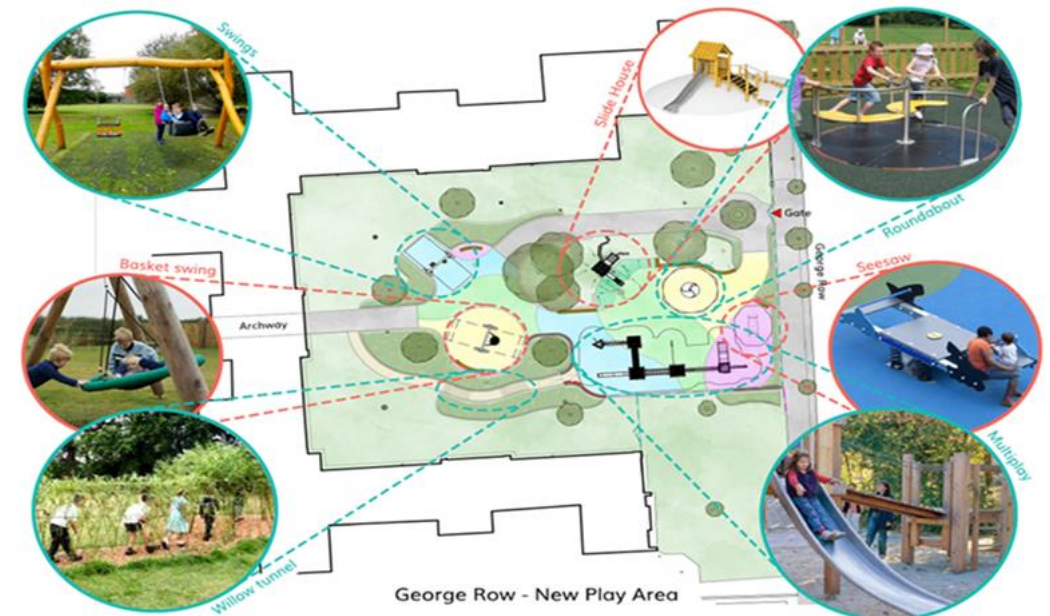 Swings
Slide House
Gate
Roundabout
George Row
Basket swing
Seesaw
Archway
Multiplay
Willow tunnel
George Row - New Play Area